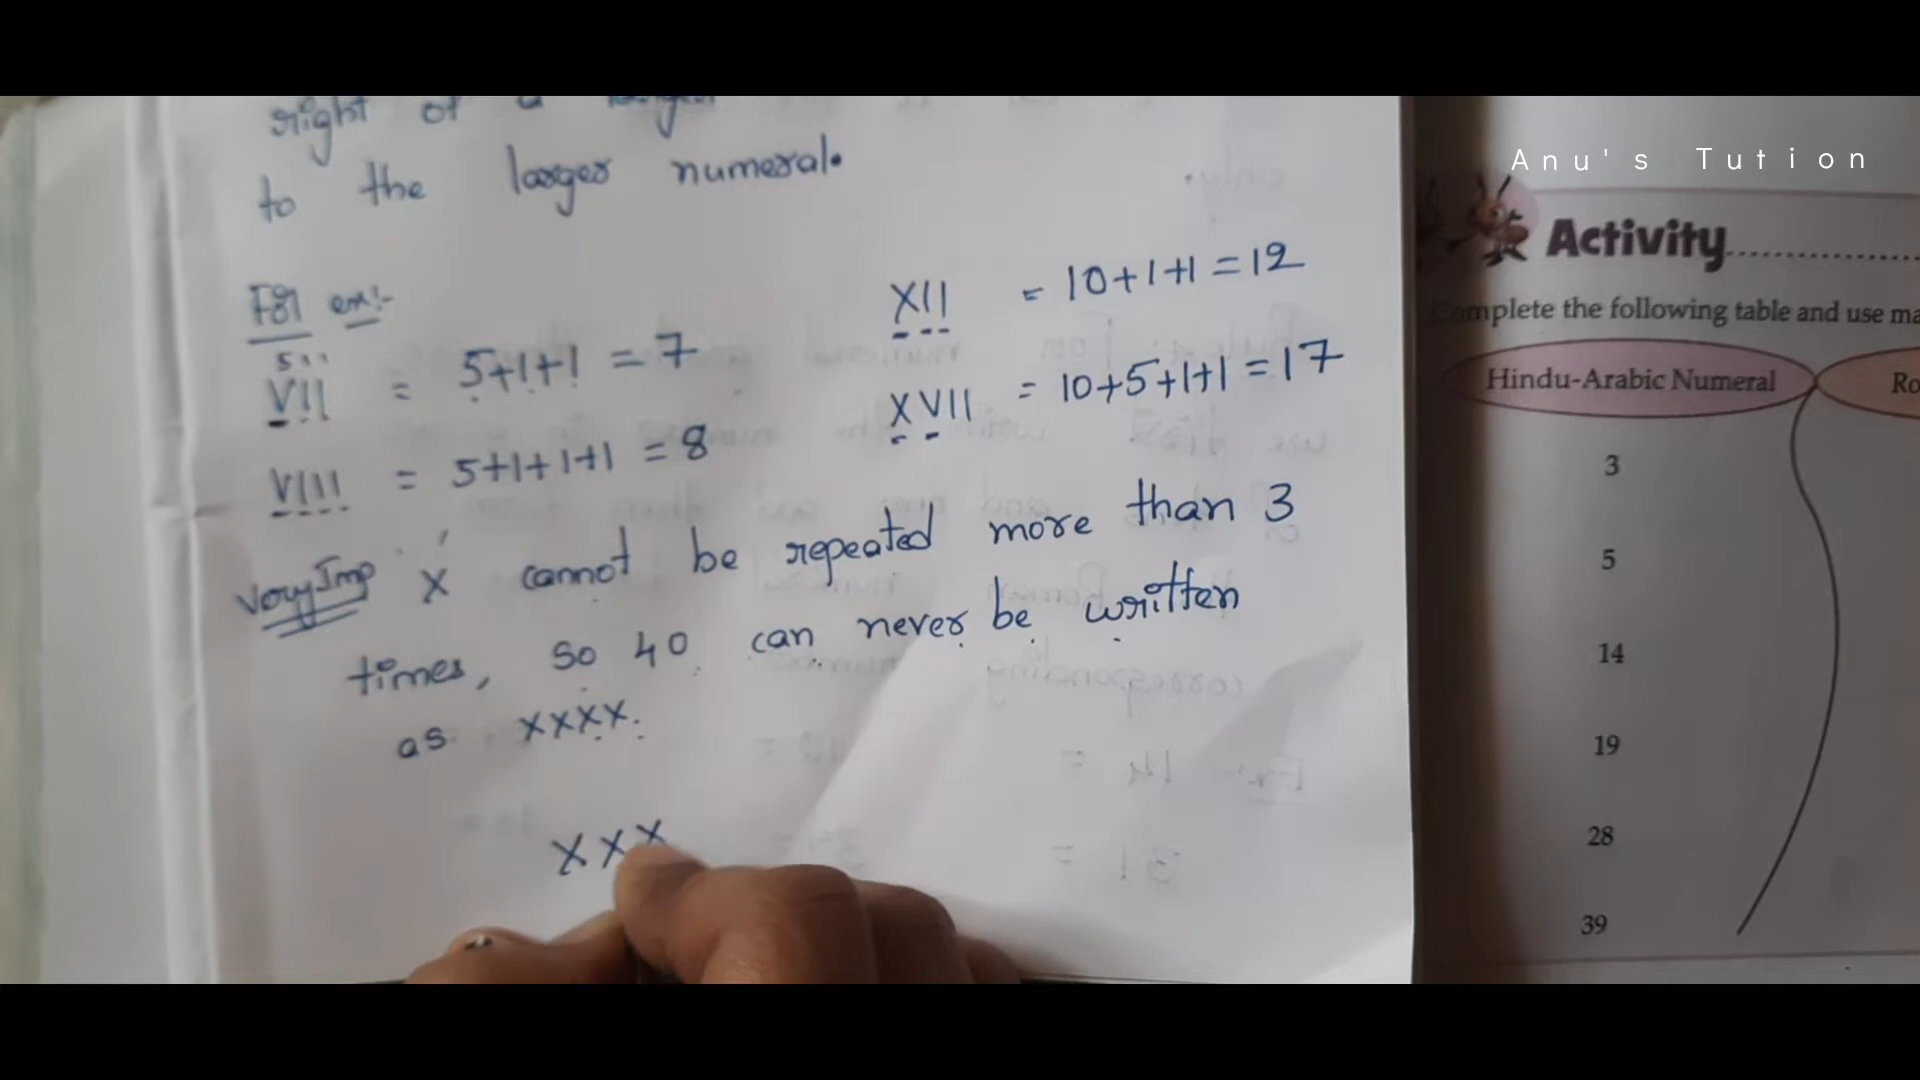 right of a
to the larger numeral.
For ex:-
5 1 1
VII = 5+1+1 = 7
VIII = 5+1+1+1 = 8
XII = 10+1+1 = 12
XVII = 10+5+1+1 = 17
Very Imp X cannot be repeated more than 3
times, so 40 can never be written
as XXXX.
XXX
Anu's Tution
Activity
Complete the following table and use ma
Hindu-Arabic Numeral
Ro
3
5
14
19
28
39